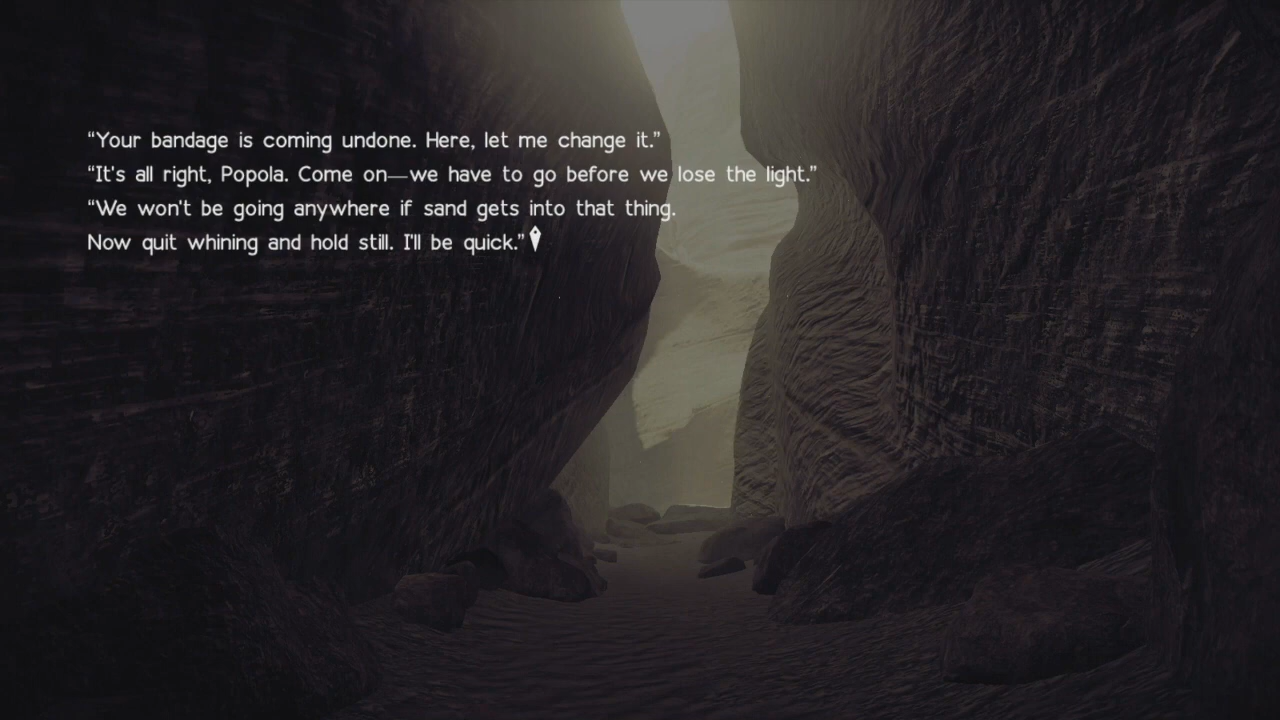 “Your bandage is coming undone. Here, let me change it.”
“It's all right, Popola. Come on—we have to go before we lose the light.”
“We won't be going anywhere if sand gets into that thing.
Now quit whining and hold still. I'll be quick.”